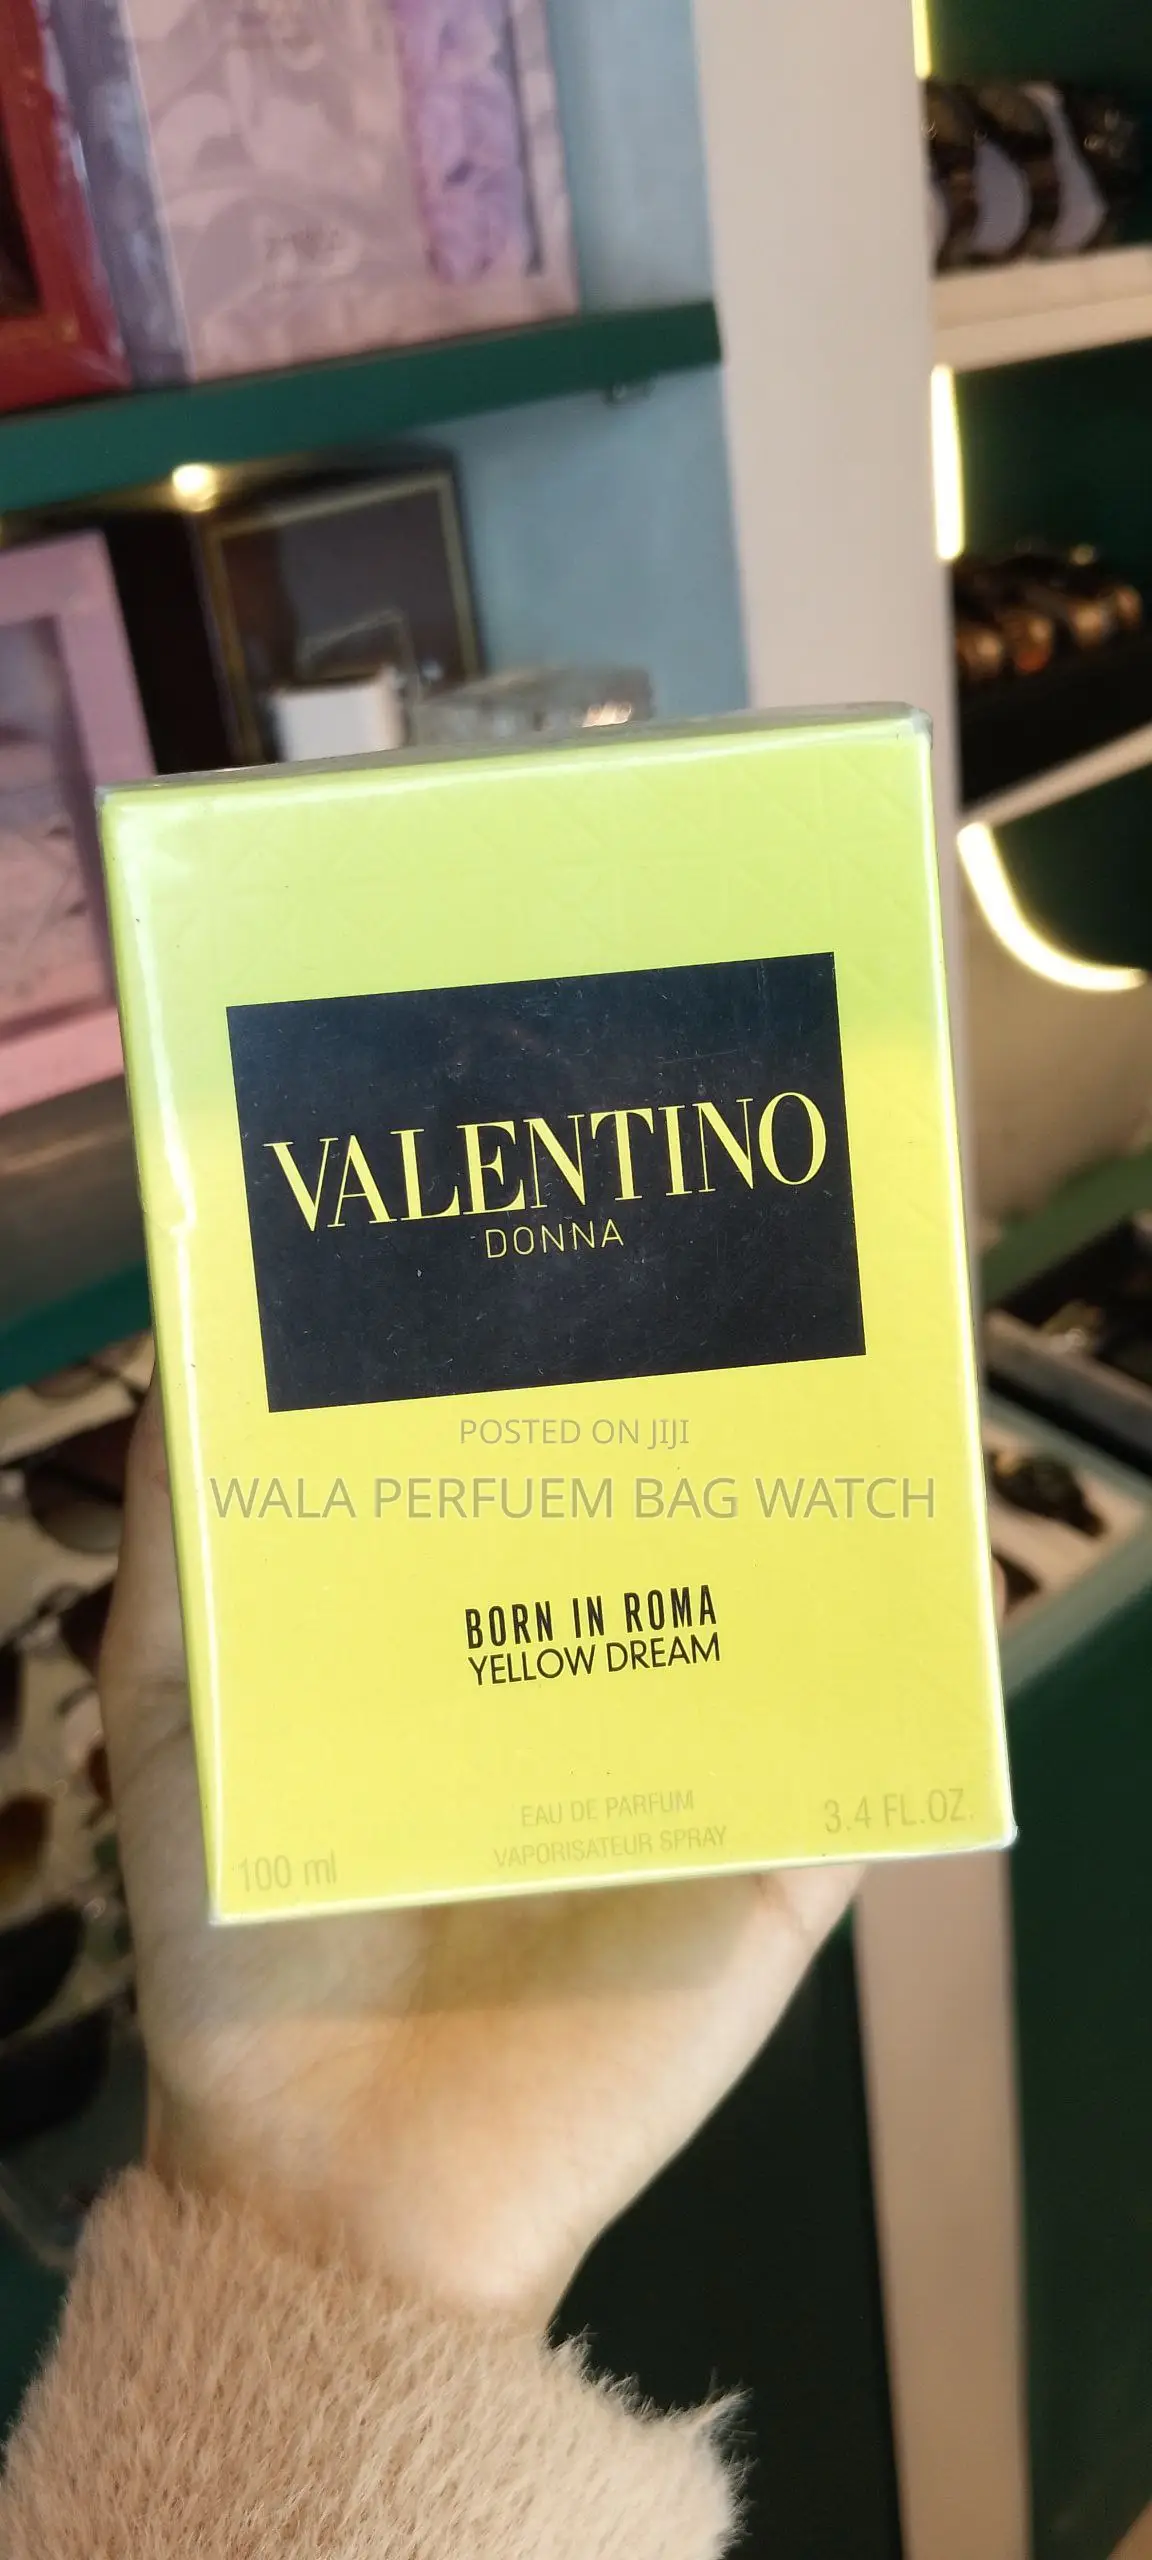 VALENTINO
DONNA
POSTED ON JIJI
WALA PERFUEM BAG WATCH
BORN IN ROMA
YELLOW DREAM
EAU DE PARFUM
VAPORISATEUR SPRAY
100 ml
3.4 FL.OZ.